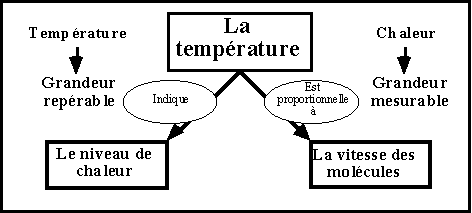 La
température
Température
Chaleur
Grandeur
repérable
Grandeur
mesurable
Indique
Est
proportionnelle
à
Le niveau de
chaleur
La vitesse des
molécules